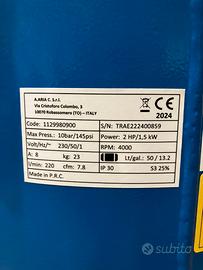 A.ARIA C. S.r.l.
Via Cristoforo Colombo, 3
10070 Robassomero (TO) – ITALY
CE 2024
Code: 1129980900
S/N: TRAE222400859
Max Press.: 10bar/145psi
Power: 2 HP/1,5 kW
Volt/Hz/~ 230/50/1
RPM: 4000
A: 8
kg: 23
Lt/gal.: 50 / 13.2
l/min.: 220
cfm: 7.8
IP 30
S3 25%
Made in P.R.C.
subito